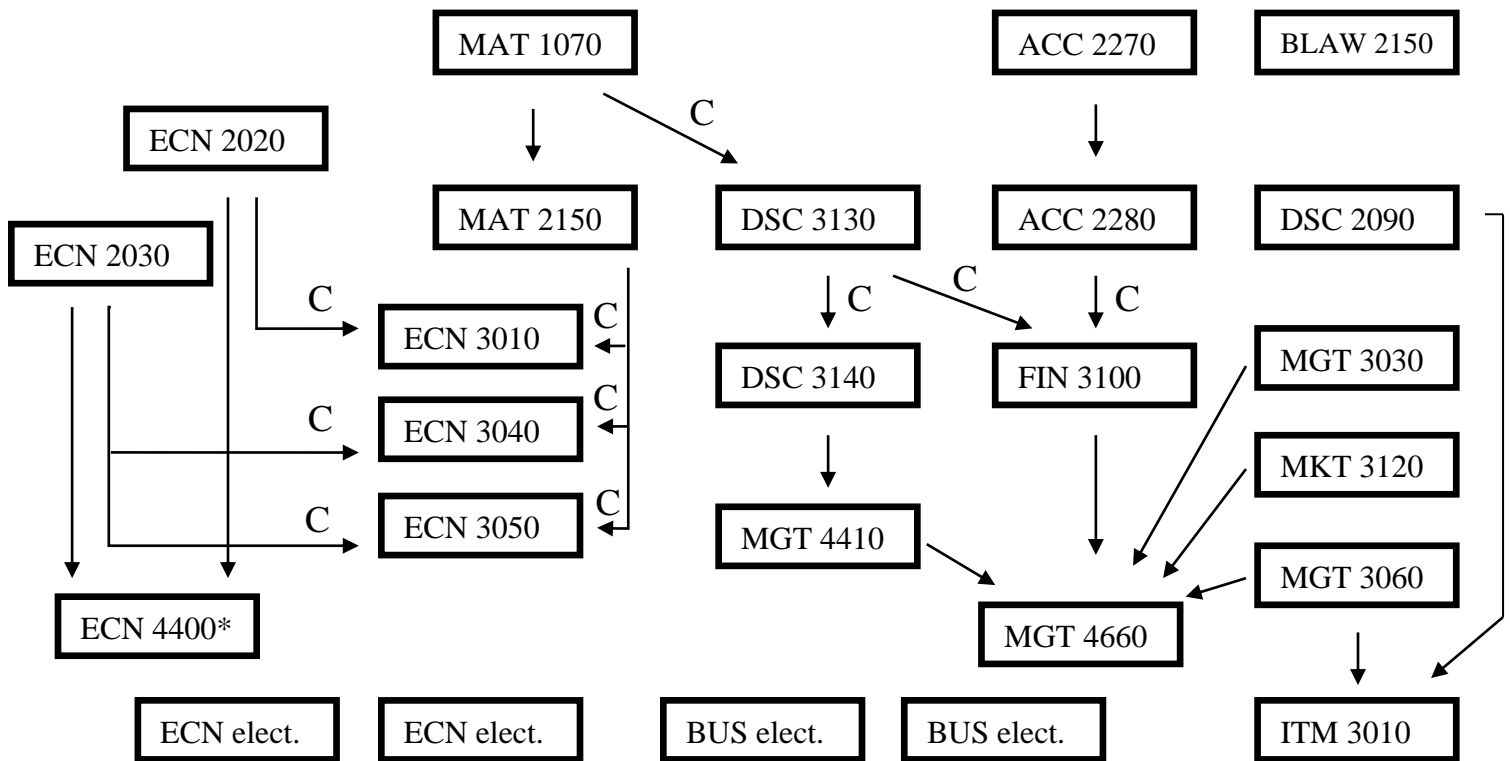 MAT 1070
ACC 2270
BLAW 2150
C
ECN 2020
MAT 2150
DSC 3130
ACC 2280
DSC 2090
ECN 2030
C
C
C
C
C
ECN 3010
DSC 3140
FIN 3100
MGT 3030
C
C
ECN 3040
MKT 3120
C
C
ECN 3050
MGT 4410
MGT 3060
ECN 4400*
MGT 4660
ECN elect.
ECN elect.
BUS elect.
BUS elect.
ITM 3010